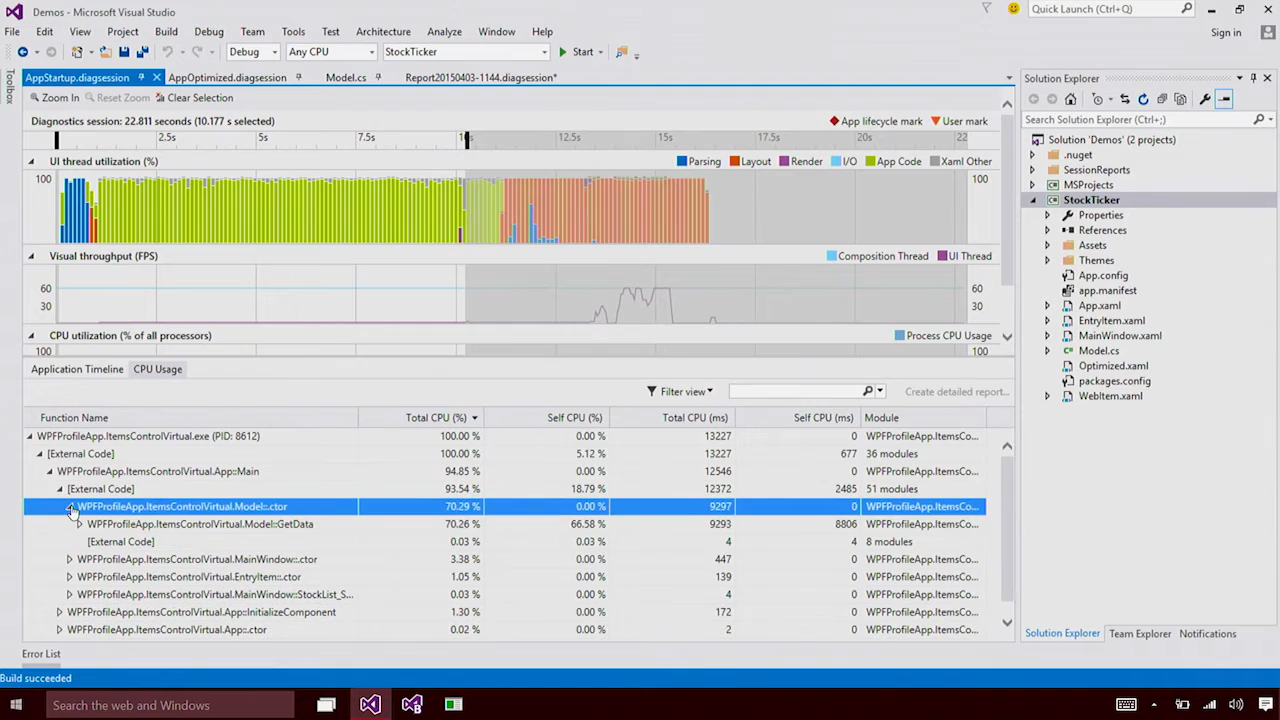 Demos - Microsoft Visual Studio
Quick Launch (Ctrl+Q)
File Edit View Project Build Debug Team Tools Test Architecture Analyze Window Help
Sign in
Debug Any CPU StockTicker Start
Toolbox
AppStartup.diagsession AppOptimized.diagsession Model.cs Report20150403-1144.diagsession*
Zoom In Reset Zoom Clear Selection
Diagnostics session: 22.811 seconds (10.177 s selected) App lifecycle mark User mark
2.5s 5s 7.5s 12.5s 15s 17.5s 20s 22
UI thread utilization (%) Parsing Layout Render I/O App Code Xaml Other
100 100
Visual throughput (FPS) Composition Thread UI Thread
60 60
30 30
CPU utilization (% of all processors) Process CPU Usage
100 100
Application Timeline CPU Usage
Filter view Create detailed report...
Function Name Total CPU (%) Self CPU (%) Total CPU (ms) Self CPU (ms) Module
WPFProfileApp.ItemsControlVirtual.exe (PID: 8612) 100.00 % 0.00 % 13227 0 WPFProfileApp.ItemsCo...
[External Code] 100.00 % 5.12 % 13227 677 36 modules
WPFProfileApp.ItemsControlVirtual.App::Main 94.85 % 0.00 % 12546 0 WPFProfileApp.ItemsCo...
[External Code] 93.54 % 18.79 % 12372 2485 51 modules
WPFProfileApp.ItemsControlVirtual.Model::.ctor 70.29 % 0.00 % 9297 0 WPFProfileApp.ItemsCo...
WPFProfileApp.ItemsControlVirtual.Model::GetData 70.26 % 66.58 % 9293 8806 WPFProfileApp.ItemsCo...
[External Code] 0.03 % 0.03 % 4 4 8 modules
WPFProfileApp.ItemsControlVirtual.MainWindow::.ctor 3.38 % 0.00 % 447 0 WPFProfileApp.ItemsCo...
WPFProfileApp.ItemsControlVirtual.EntryItem::.ctor 1.05 % 0.00 % 139 0 WPFProfileApp.ItemsCo...
WPFProfileApp.ItemsControlVirtual.MainWindow::StockList_S... 0.03 % 0.00 % 4 0 WPFProfileApp.ItemsCo...
WPFProfileApp.ItemsControlVirtual.App::InitializeComponent 1.30 % 0.00 % 172 0 WPFProfileApp.ItemsCo...
WPFProfileApp.ItemsControlVirtual.App::.ctor 0.02 % 0.00 % 2 0 WPFProfileApp.ItemsCo...
Error List
Solution Explorer
Search Solution Explorer (Ctrl+;)
Solution 'Demos' (2 projects)
.nuget
SessionReports
MSProjects
StockTicker
Properties
References
Assets
Themes
App.config
app.manifest
App.xaml
EntryItem.xaml
MainWindow.xaml
Model.cs
Optimized.xaml
packages.config
WebItem.xaml
Solution Explorer Team Explorer Notifications
Build succeeded
Search the web and Windows